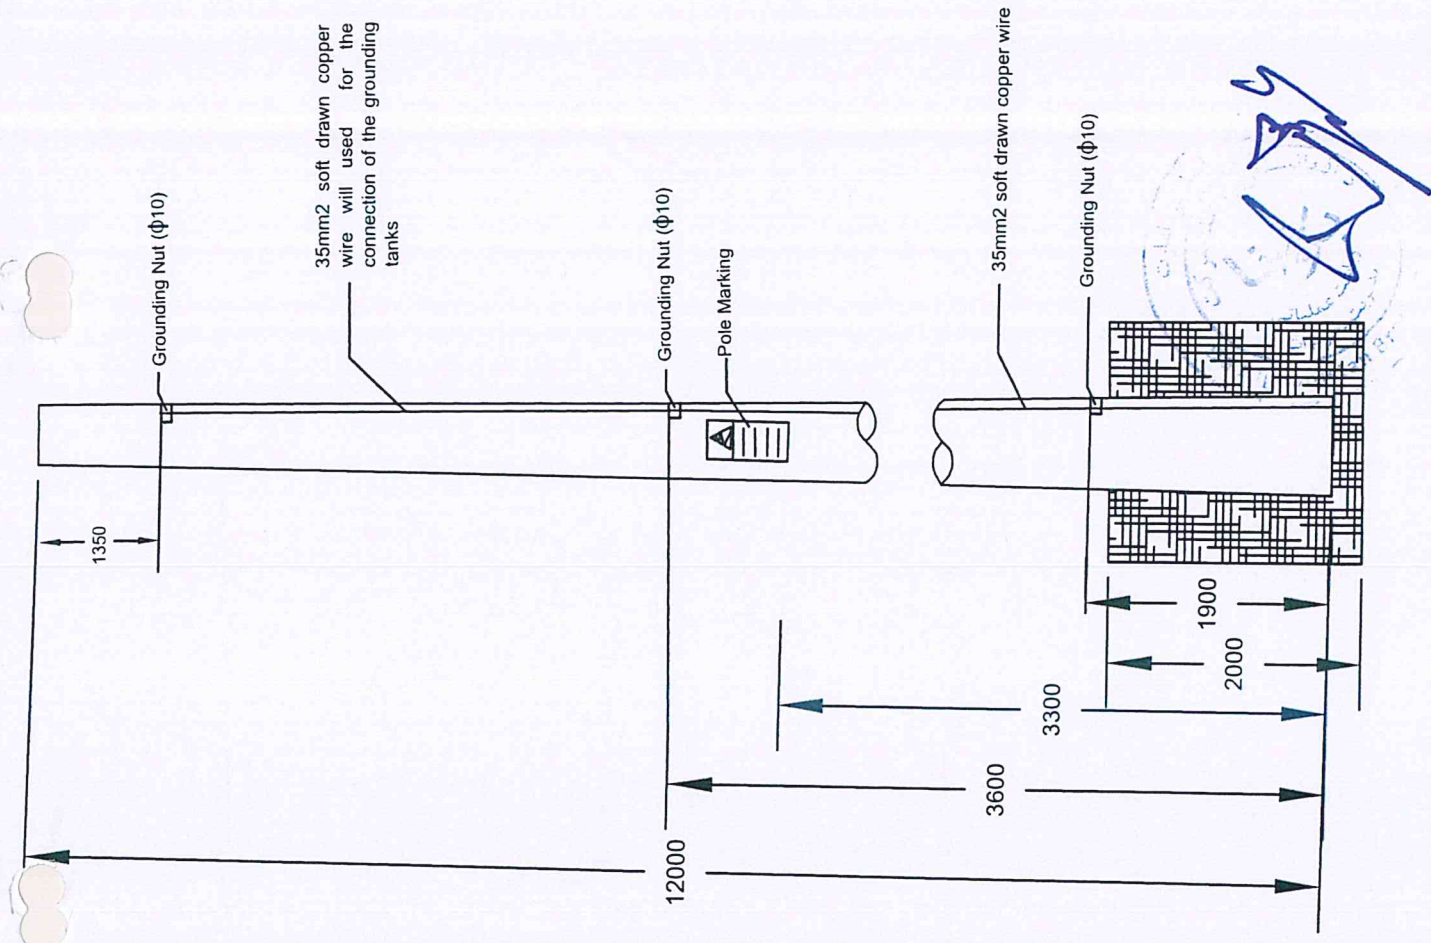 1350
Grounding Nut (ϕ10)
35mm2 soft drawn copper
wire will used for the
connection of the grounding
tanks
Grounding Nut (ϕ10)
Pole Marking
35mm2 soft drawn copper wire
Grounding Nut (ϕ10)
1900
2000
3300
3600
12000